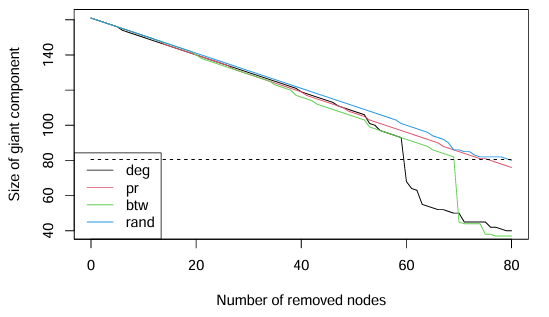 Size of giant component
140
100
80
60
40
deg
pr
btw
rand
0
20
40
60
80
Number of removed nodes